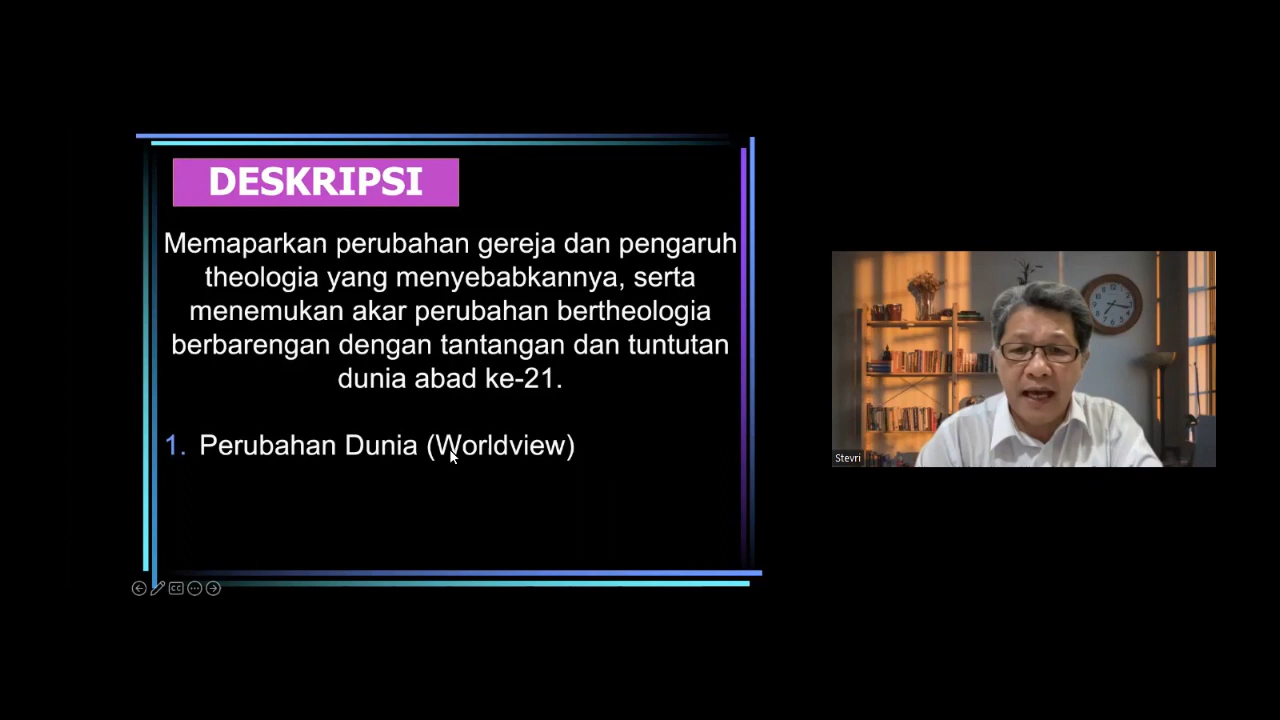 DESKRIPSI
Memaparkan perubahan gereja dan pengaruh
theologia yang menyebabkannya, serta
menemukan akar perubahan bertheologia
berbarengan dengan tantangan dan tuntutan
dunia abad ke-21.
1. Perubahan Dunia (Worldview)
Stevri